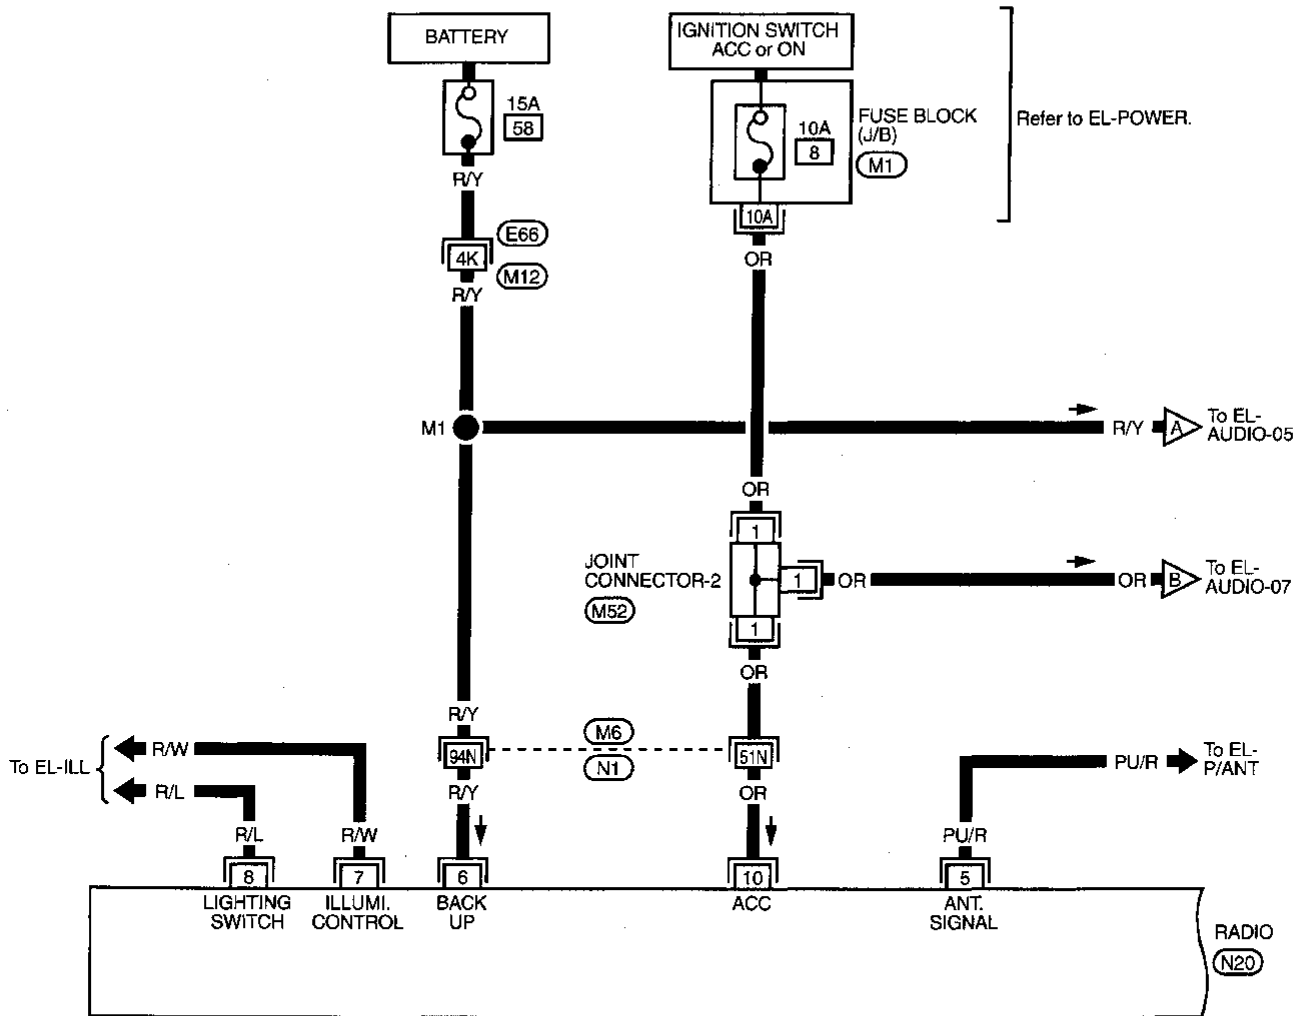 BATTERY
IGNITION SWITCH
ACC or ON
15A
58
10A
8
FUSE BLOCK
(J/B)
M1
Refer to EL-POWER.
R/Y
10A
E66
4K
M12
OR
R/Y
M1
R/Y
A
To EL-
AUDIO-05
OR
1
JOINT
CONNECTOR-2
M52
1
OR
OR
B
To EL-
AUDIO-07
1
OR
R/Y
M6
94N
51N
N1
To EL-ILL
R/W
R/L
R/Y
OR
PU/R
To EL-
P/ANT
R/L
R/W
PU/R
8
7
6
10
5
LIGHTING
SWITCH
ILLUMI.
CONTROL
BACK
UP
ACC
ANT.
SIGNAL
RADIO
N20